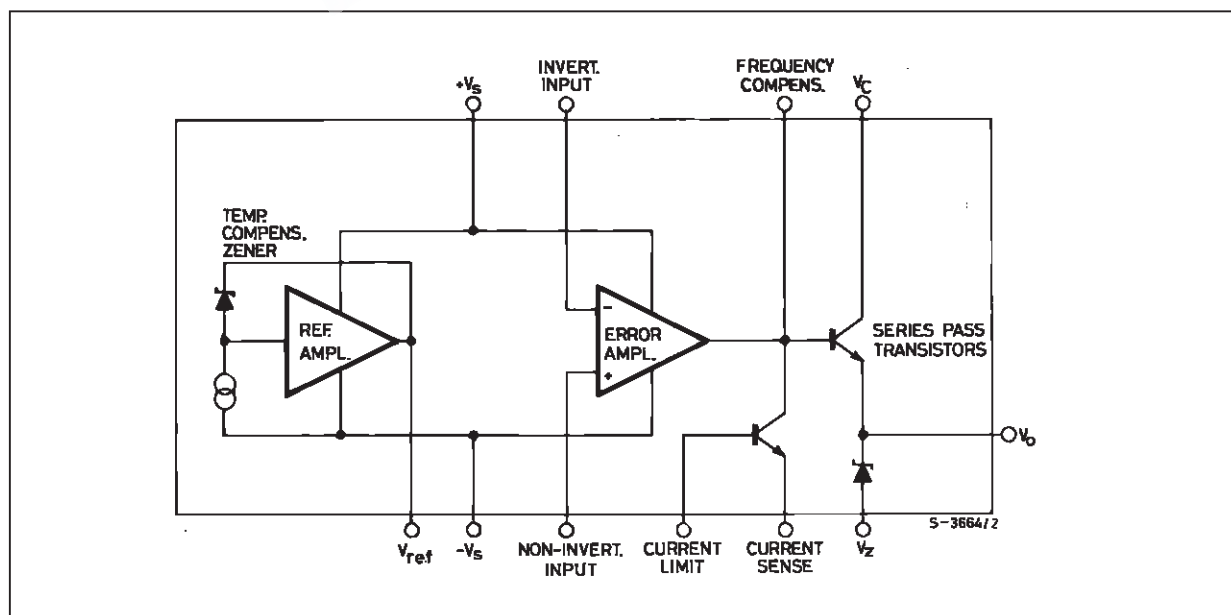 +Vs
INVERT.
INPUT
FREQUENCY
COMPENS.
VC
TEMP.
COMPENS.
ZENER
REF.
AMPL.
−
ERROR
AMPL.
+
SERIES PASS
TRANSISTORS
Vo
S-3664/2
Vref
-Vs
NON-INVERT.
INPUT
CURRENT
LIMIT
CURRENT
SENSE
Vz